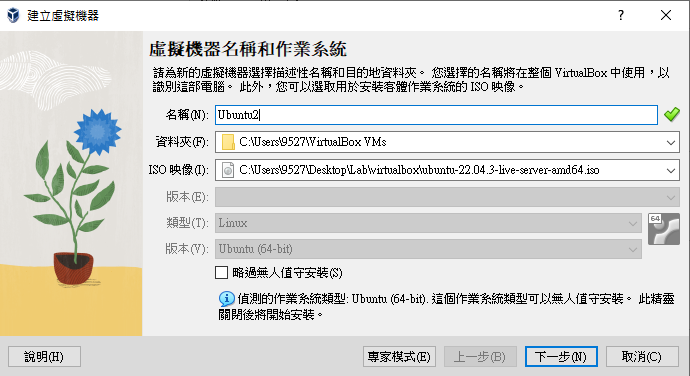 建立虛擬機器
?
虛擬機器名稱和作業系統
請為新的虛擬機器選擇描述性名稱和目的地資料夾。 您選擇的名稱將在整個 VirtualBox 中使用，以
識別這部電腦。 此外，您可以選取用於安裝客體作業系統的 ISO 映像。
名稱(N): Ubuntu2
資料夾(F): C:\Users\9527\VirtualBox VMs
ISO 映像(I): C:\Users\9527\Desktop\Lab\virtualbox\ubuntu-22.04.3-live-server-amd64.iso
版本(E):
類型(T): Linux
64
版本(V): Ubuntu (64-bit)
略過無人值守安裝(S)
偵測的作業系統類型: Ubuntu (64-bit). 這個作業系統類型可以無人值守安裝。 此精靈
關閉後將開始安裝。
說明(H) 專家模式(E) 上一步(B) 下一步(N) 取消(C)